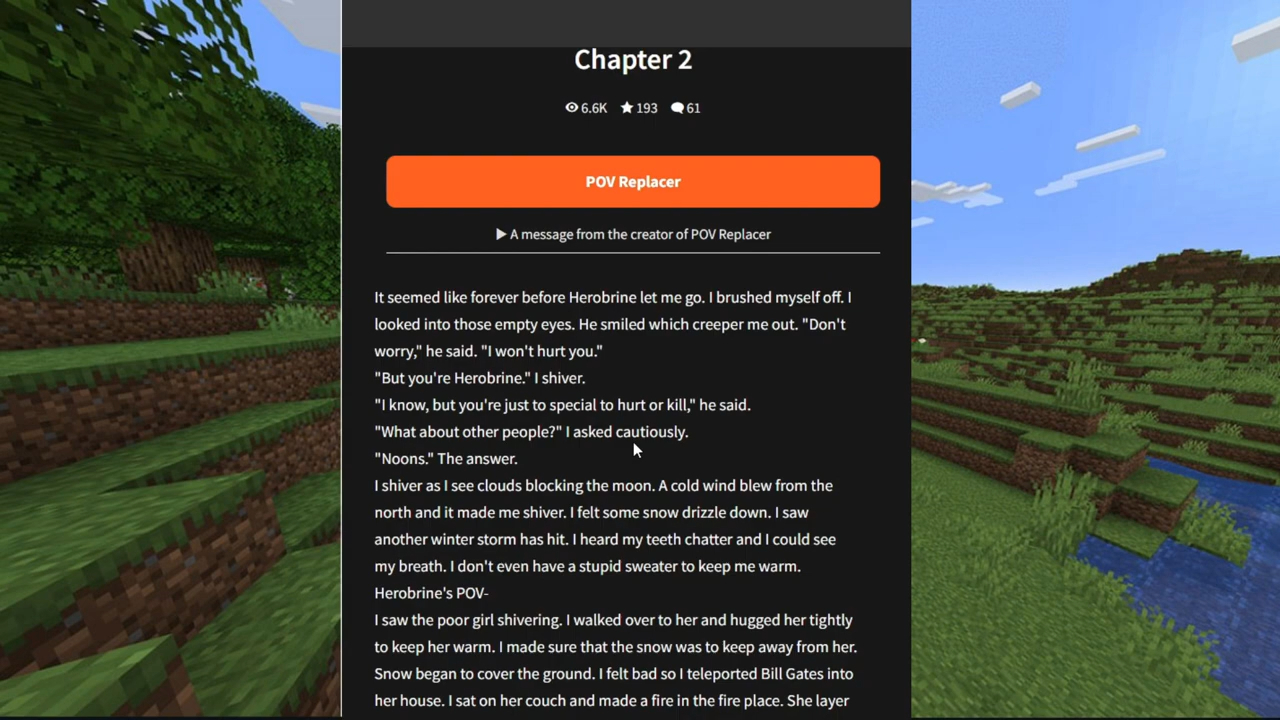 Chapter 2
6.6K 193 61
POV Replacer
▶ A message from the creator of POV Replacer
It seemed like forever before Herobrine let me go. I brushed myself off. I
looked into those empty eyes. He smiled which creeper me out. "Don't
worry," he said. "I won't hurt you."
"But you're Herobrine." I shiver.
"I know, but you're just to special to hurt or kill," he said.
"What about other people?" I asked cautiously.
"Noons." The answer.
I shiver as I see clouds blocking the moon. A cold wind blew from the
north and it made me shiver. I felt some snow drizzle down. I saw
another winter storm has hit. I heard my teeth chatter and I could see
my breath. I don't even have a stupid sweater to keep me warm.
Herobrine's POV-
I saw the poor girl shivering. I walked over to her and hugged her tightly
to keep her warm. I made sure that the snow was to keep away from her.
Snow began to cover the ground. I felt bad so I teleported Bill Gates into
her house. I sat on her couch and made a fire in the fire place. She layer